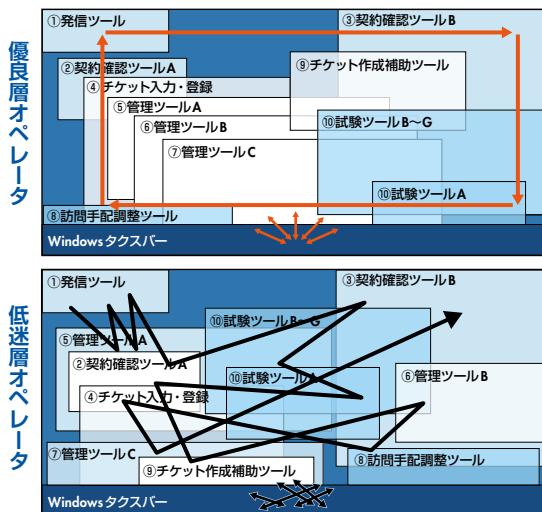 優良層オペレータ
①発信ツール
③契約確認ツールB
②契約確認ツールA
⑨チケット作成補助ツール
④チケット入力・登録
⑤管理ツールA
⑥管理ツールB
⑩試験ツールB〜G
⑦管理ツールC
⑩試験ツールA
⑧訪問手配調整ツール
Windowsタクスバー
低迷層オペレータ
①発信ツール
③契約確認ツールB
⑩試験ツールB〜G
⑤管理ツールA
②契約確認ツールA
⑩試験ツールA
⑥管理ツールB
④チケット入力・登録
⑦管理ツールC
⑨チケット作成補助ツール
⑧訪問手配調整ツール
Windowsタクスバー